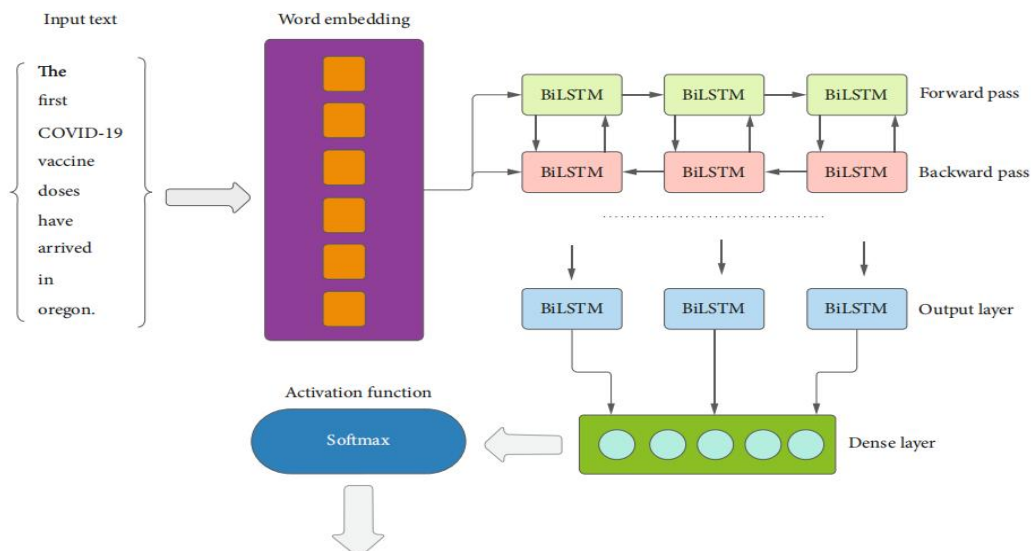 Input text
The
first
COVID-19
vaccine
doses
have
arrived
in
oregon.
Word embedding
BiLSTM
BiLSTM
BiLSTM
Forward pass
BiLSTM
BiLSTM
BiLSTM
Backward pass
BiLSTM
BiLSTM
BiLSTM
Output layer
Dense layer
Activation function
Softmax